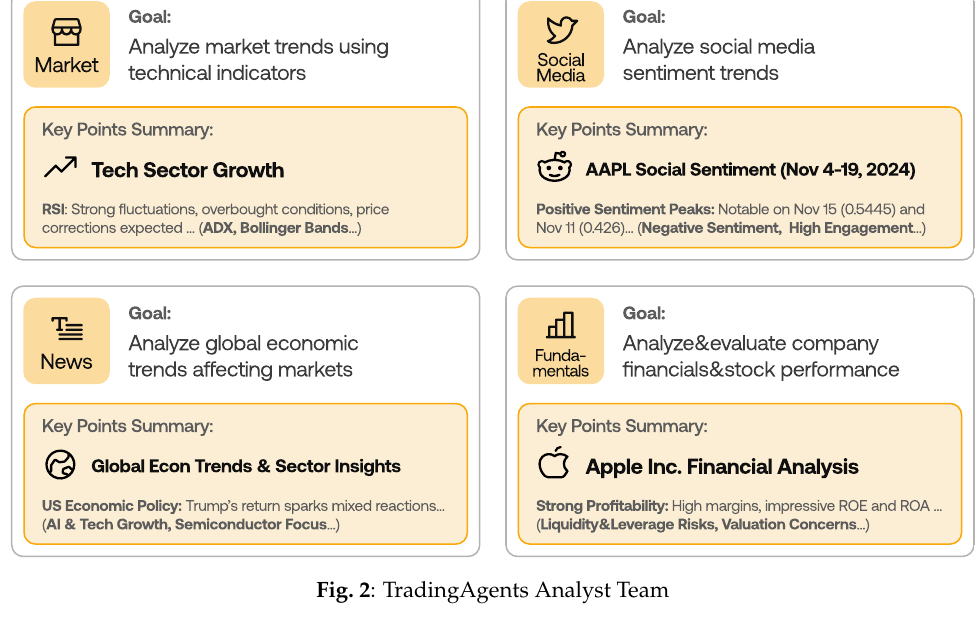 Market
Goal:
Analyze market trends using
technical indicators
Key Points Summary:
Tech Sector Growth
RSI: Strong fluctuations, overbought conditions, price
corrections expected ... (ADX, Bollinger Bands...)
Social
Media
Goal:
Analyze social media
sentiment trends
Key Points Summary:
AAPL Social Sentiment (Nov 4-19, 2024)
Positive Sentiment Peaks: Notable on Nov 15 (0.5445) and
Nov 11 (0.426)... (Negative Sentiment, High Engagement...)
News
Goal:
Analyze global economic
trends affecting markets
Key Points Summary:
Global Econ Trends & Sector Insights
US Economic Policy: Trump's return sparks mixed reactions...
(AI & Tech Growth, Semiconductor Focus...)
Funda-
mentals
Goal:
Analyze&evaluate company
financials&stock performance
Key Points Summary:
Apple Inc. Financial Analysis
Strong Profitability: High margins, impressive ROE and ROA ...
(Liquidity&Leverage Risks, Valuation Concerns...)
Fig. 2: TradingAgents Analyst Team